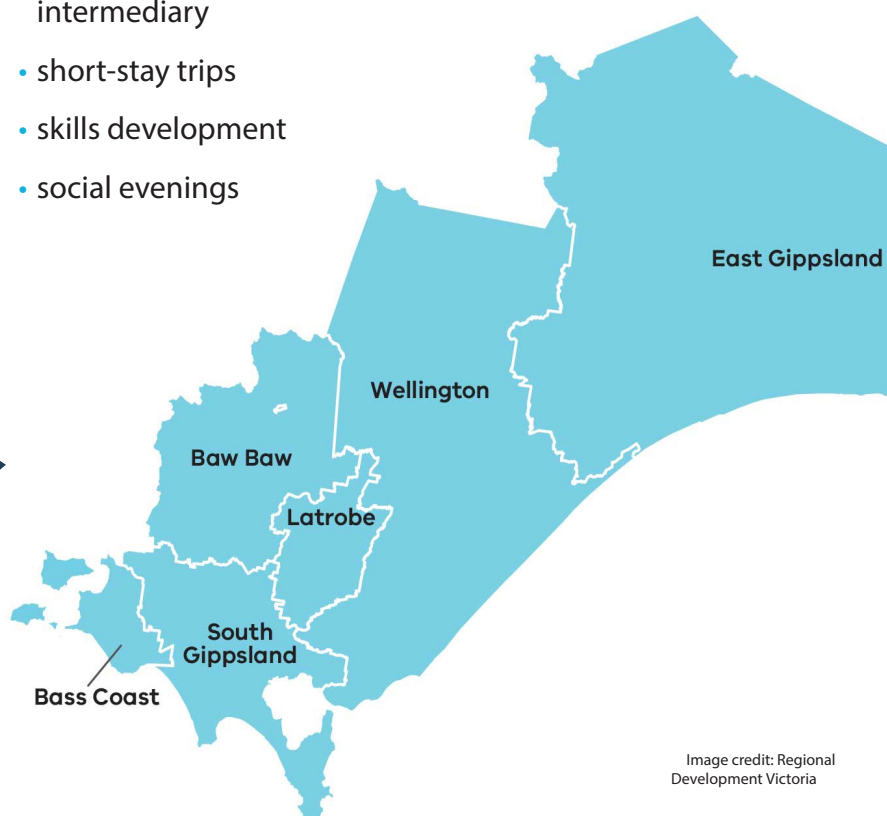 intermediary
• short-stay trips
• skills development
• social evenings
East Gippsland
Wellington
Baw Baw
Latrobe
South
Gippsland
Bass Coast
Image credit: Regional
Development Victoria